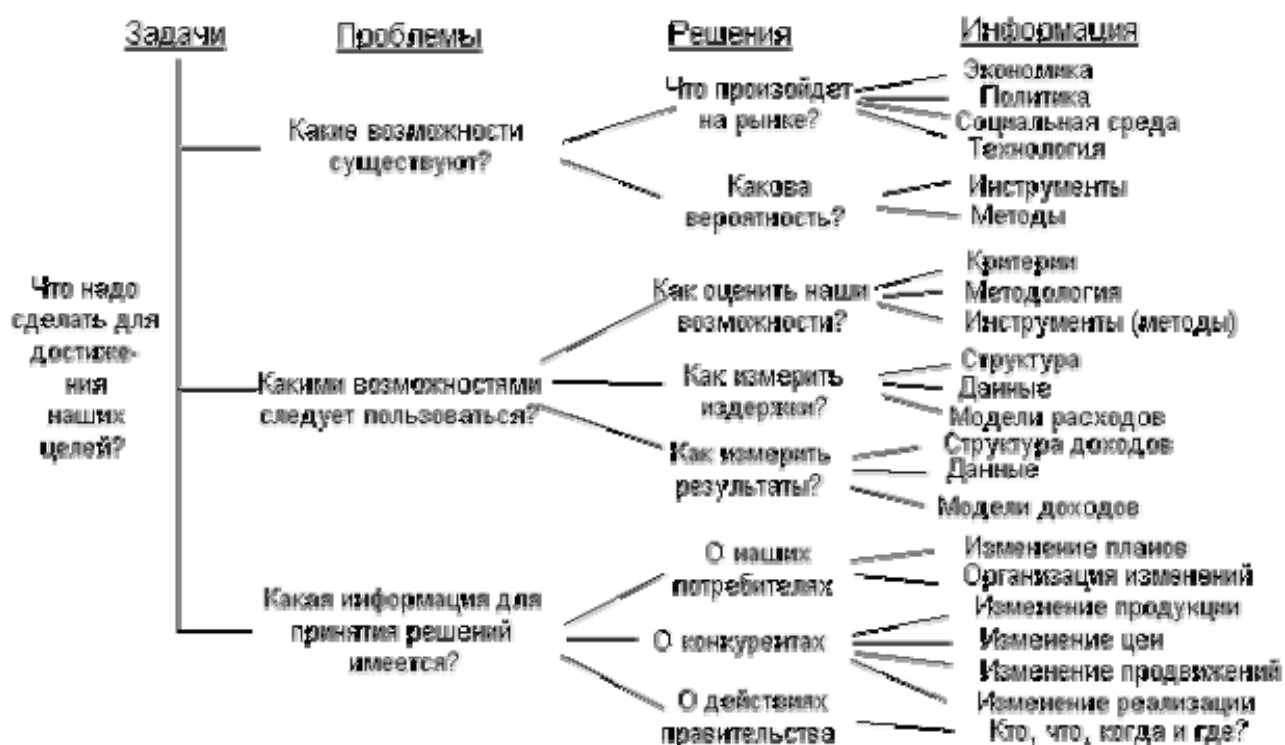 Задачи
Проблемы
Решения
Информация
Что надо
сделать для
достиже-
ния
наших
целей?
Какие возможности
существуют?
Что произойдет
на рынке?
Экономика
Политика
Социальная среда
Технология
Какова
вероятность?
Инструменты
Методы
Какими возможностями
следует пользоваться?
Как оценить наши
возможности?
Критерии
Методология
Инструменты (методы)
Как измерить
издержки?
Структура
Данные
Модели расходов
Как измерить
результаты?
Структура доходов
Данные
Модели доходов
Какая информация для
принятия решений
имеется?
О наших
потребителях
Изменение планов
Организация изменений
О конкурентах
Изменение продукции
Изменение цен
Изменение продвижений
Изменение реализации
О действиях
правительства
Кто, что, когда и где?